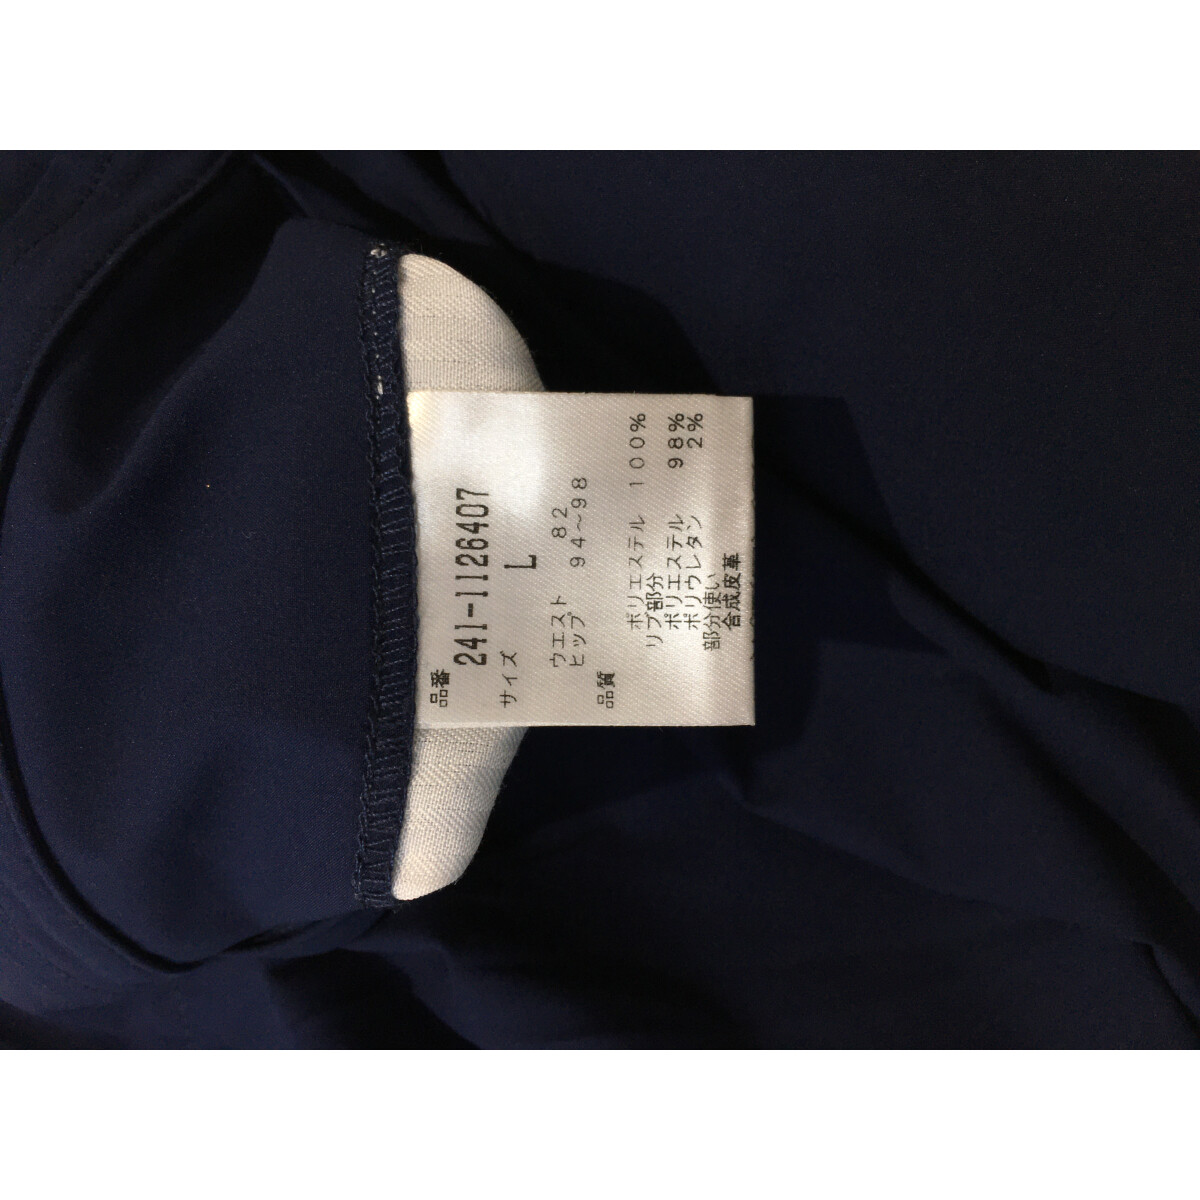 品番
241-1126407
サイズ
L
ウエスト 82
ヒップ 94～98
品質
ポリエステル 100%
リブ部分
ポリエステル 98%
ポリウレタン 2%
部分使い
合成皮革